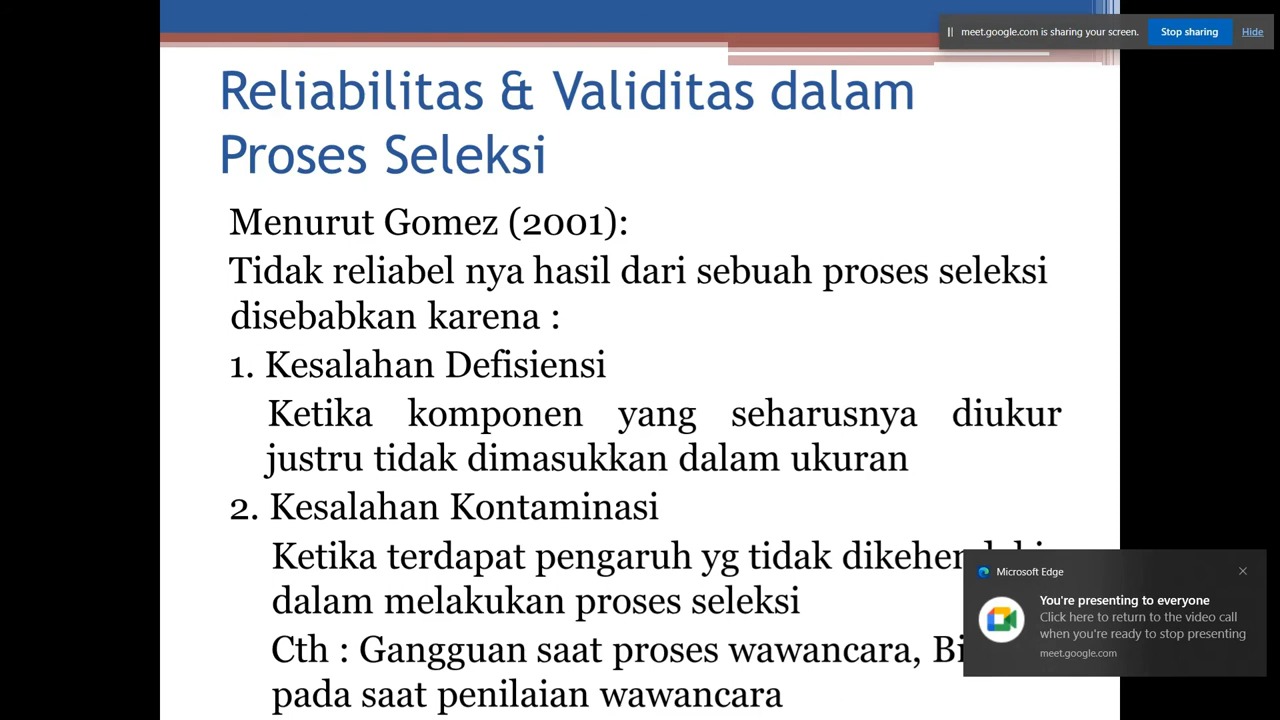 meet.google.com is sharing your screen.
Stop sharing
Hide
Reliabilitas & Validitas dalam
Proses Seleksi
Menurut Gomez (2001):
Tidak reliabel nya hasil dari sebuah proses seleksi
disebabkan karena :
1. Kesalahan Defisiensi
Ketika komponen yang seharusnya diukur
justru tidak dimasukkan dalam ukuran
2. Kesalahan Kontaminasi
Ketika terdapat pengaruh yg tidak
dalam melakukan proses seleksi
Cth : Gangguan saat proses wawancara,
pada saat penilaian wawancara
Microsoft Edge
You're presenting to everyone
Click here to return to the video call
when you're ready to stop presenting
meet.google.com